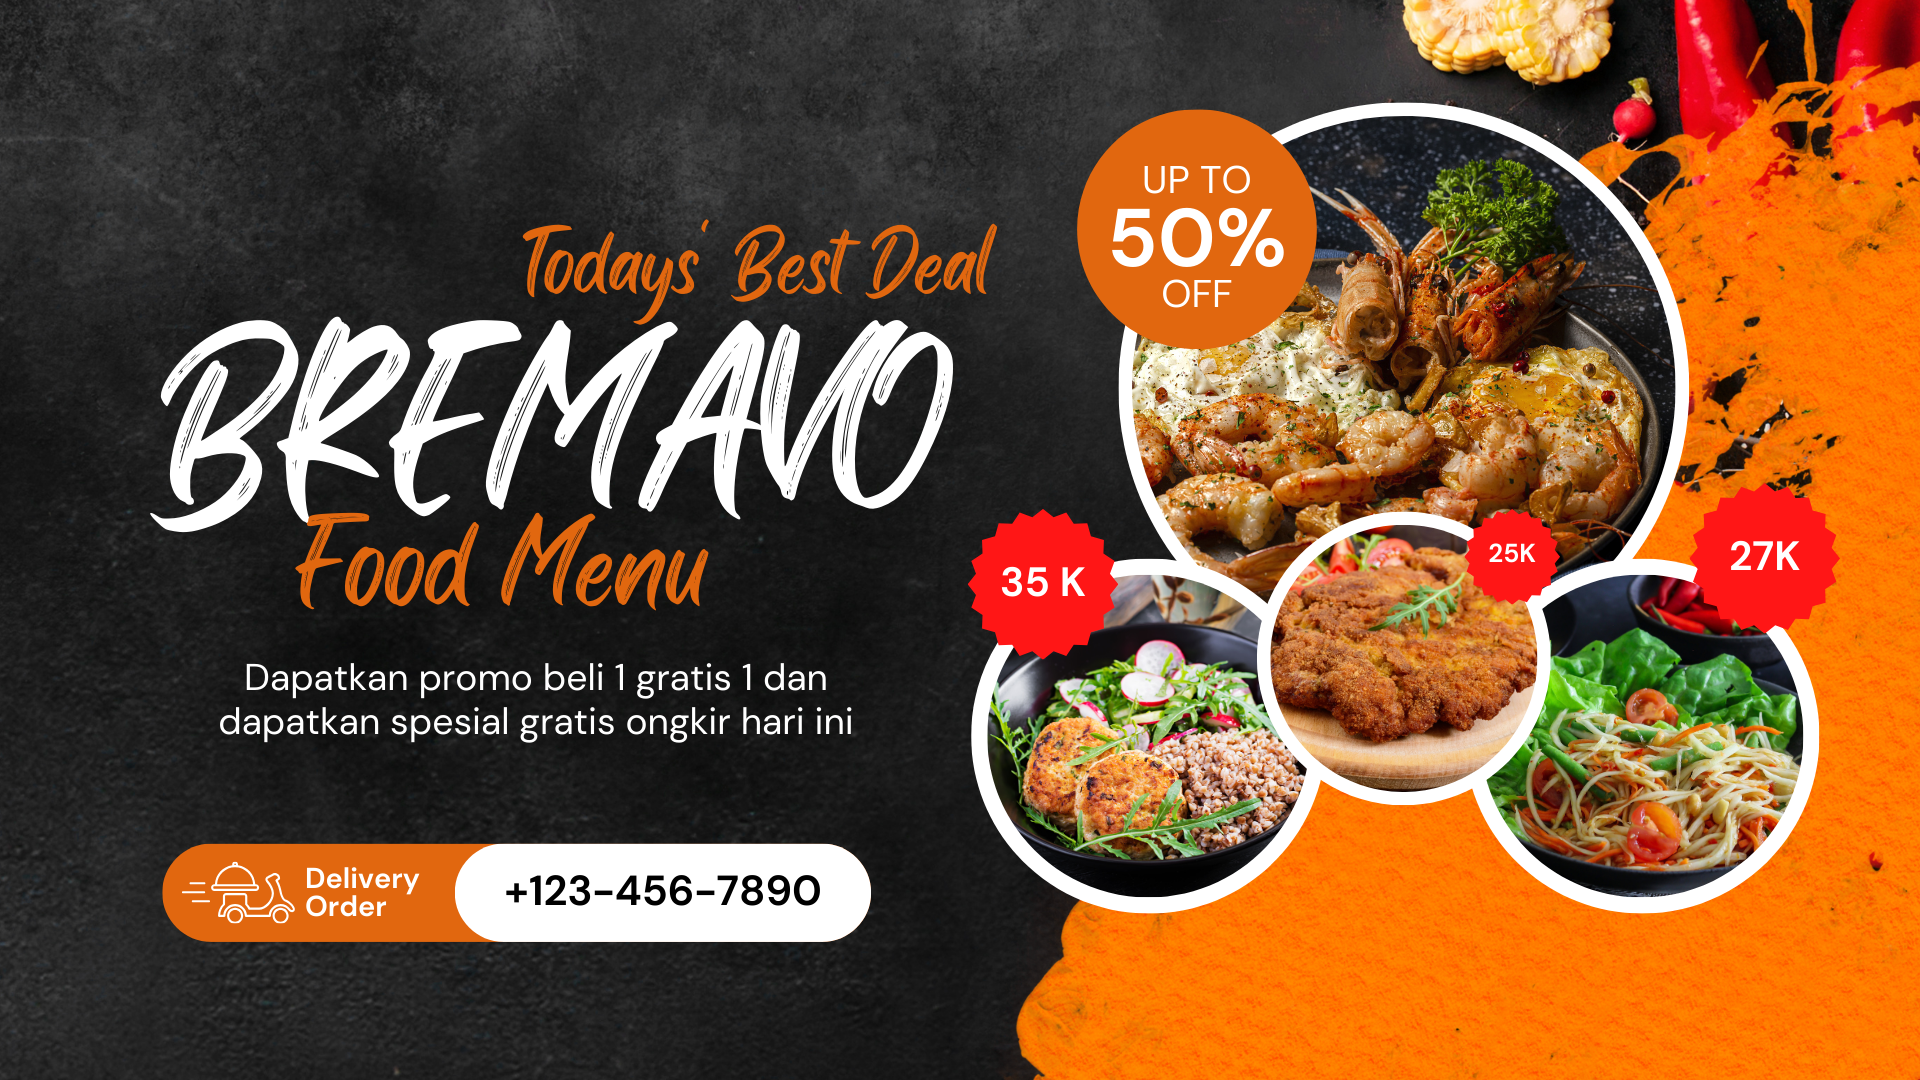 Todays' Best Deal
BREMAVO
Food Menu
Dapatkan promo beli 1 gratis 1 dan
dapatkan spesial gratis ongkir hari ini
Delivery
Order
+123-456-7890
UP TO
50%
OFF
35 K
25K
27K